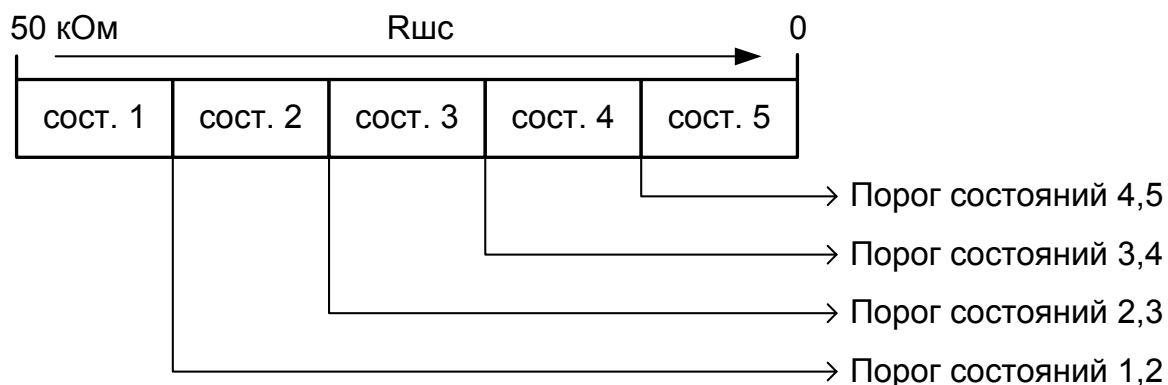 50 кОм Rшс 0
сост. 1 сост. 2 сост. 3 сост. 4 сост. 5
Порог состояний 4,5
Порог состояний 3,4
Порог состояний 2,3
Порог состояний 1,2